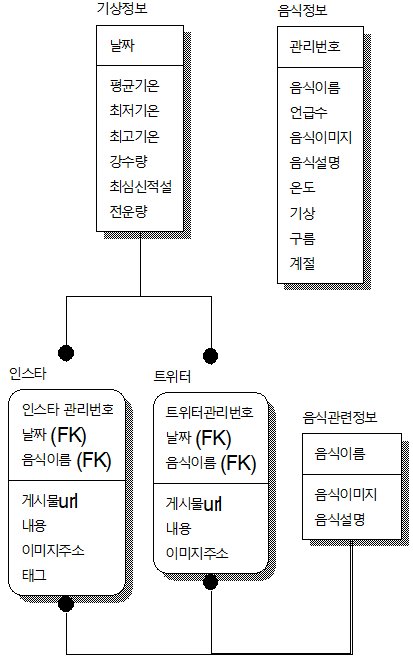 기상정보
날짜
평균기온
최저기온
최고기온
강수량
최심신적설
전운량
음식정보
관리번호
음식이름
언급수
음식이미지
음식설명
온도
기상
구름
계절
인스타
인스타 관리번호
날짜 (FK)
음식이름 (FK)
게시물url
내용
이미지주소
태그
트위터
트위터관리번호
날짜 (FK)
음식이름 (FK)
게시물url
내용
이미지주소
음식관련정보
음식이름
음식이미지
음식설명